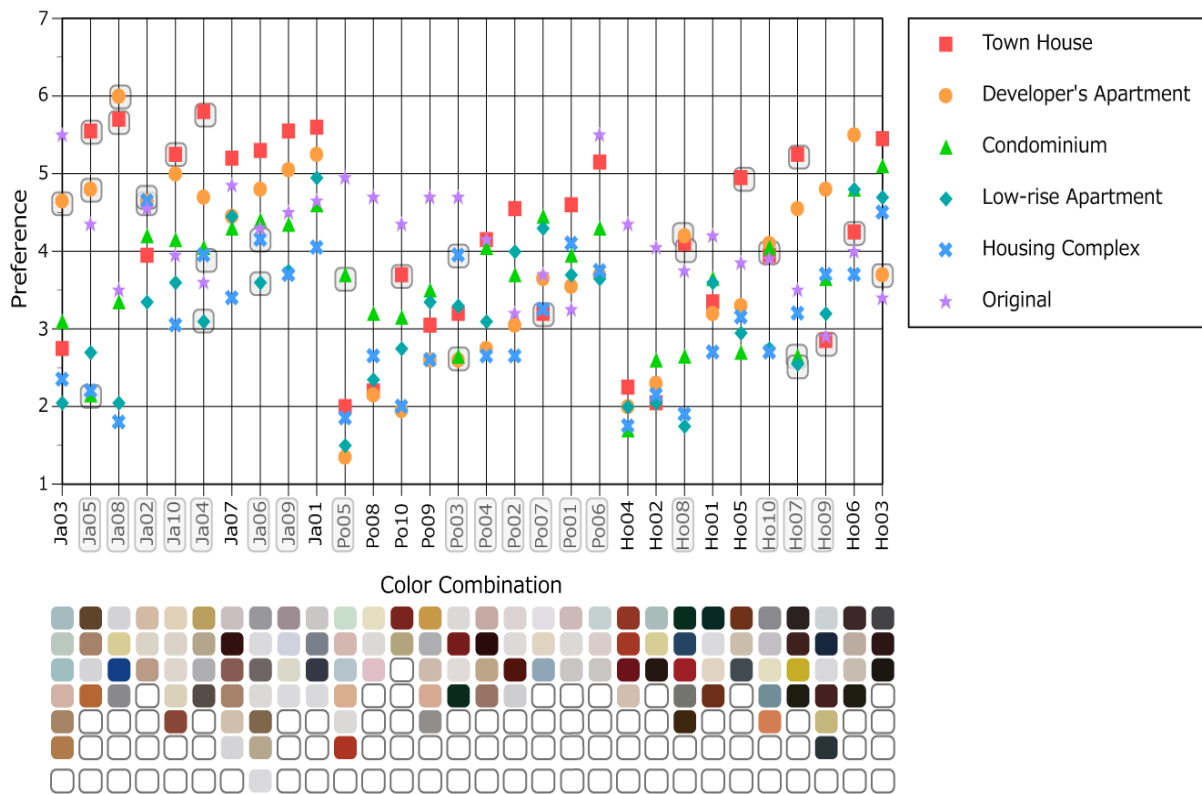 7
6
5
4
3
2
1
Preference
Ja03
Ja05
Ja08
Ja02
Ja10
Ja04
Ja07
Ja06
Ja09
Ja01
Po05
Po08
Po10
Po09
Po03
Po04
Po02
Po07
Po01
Po06
Ho04
Ho02
Ho08
Ho01
Ho05
Ho10
Ho07
Ho09
Ho06
Ho03
Color Combination
Town House
Developer's Apartment
Condominium
Low-rise Apartment
Housing Complex
Original